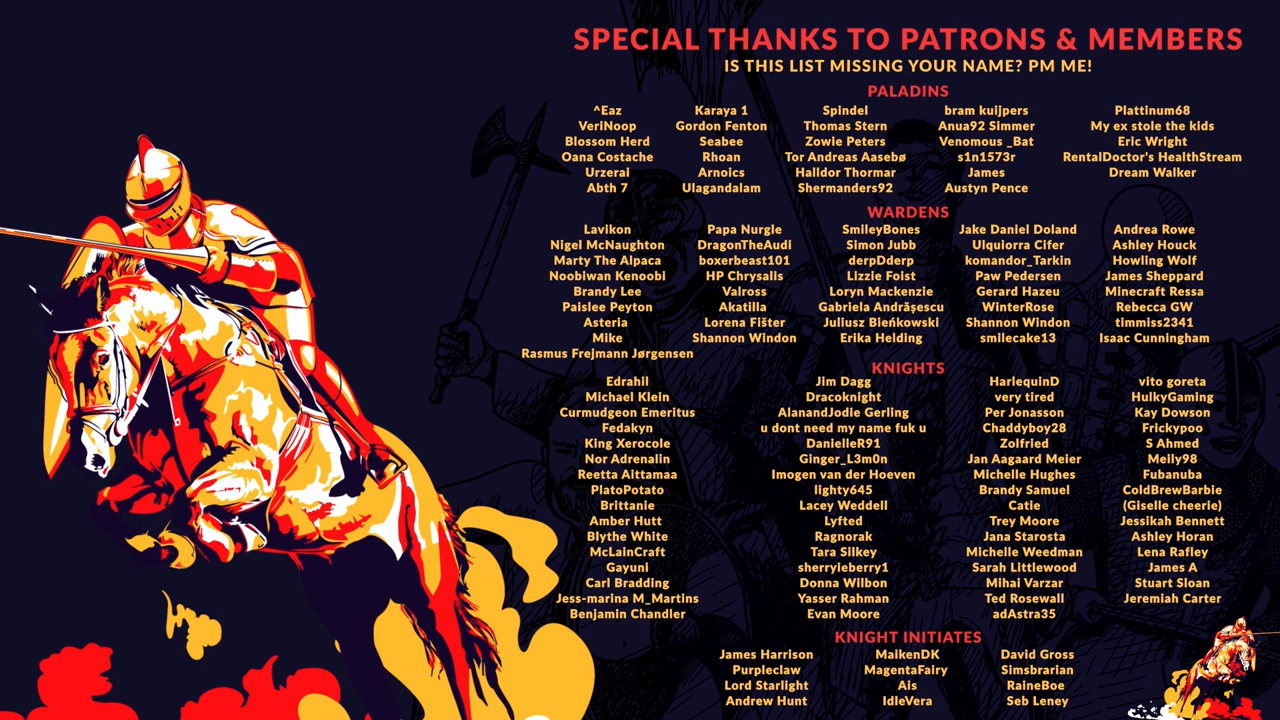 SPECIAL THANKS TO PATRONS & MEMBERS
IS THIS LIST MISSING YOUR NAME? PM ME!
PALADINS
^Eaz Karaya 1 Spindel bram kuijpers Plattinum68
VerlNoop Gordon Fenton Thomas Stern Anua92 Simmer My ex stole the kids
Blossom Herd Seabee Zowie Peters Venomous _Bat Eric Wright
Oana Costache Rhoan Tor Andreas Aasebø s1n1573r RentalDoctor's HealthStream
Urzerai Arnoics Halldor Thormar James Dream Walker
Abth 7 Ulagandalam Shermanders92 Austyn Pence
WARDENS
Lavikon Papa Nurgle SmileyBones Jake Daniel Doland Andrea Rowe
Nigel McNaughton DragonTheAudi Simon Jubb Ulquiorra Cifer Ashley Houck
Marty The Alpaca boxerbeast101 derpDderp komandor_Tarkin Howling Wolf
Noobiwan Kenoobi HP Chrysalis Lizzie Foist Paw Pedersen James Sheppard
Brandy Lee Valross Loryn Mackenzie Gerard Hazeu Minecraft Ressa
Paislee Peyton Akatilla Gabriela Andrășescu WinterRose Rebecca GW
Asteria Lorena Fišter Juliusz Bieńkowski Shannon Windon timmiss2341
Mike Shannon Windon Erika Helding smilecake13 Isaac Cunningham
Rasmus Frejmann Jørgensen
KNIGHTS
Edrahil Jim Dagg HarlequinD vito goreta
Michael Klein Dracoknight very tired HulkyGaming
Curmudgeon Emeritus AlanandJodie Gerling Per Jonasson Kay Dowson
Fedakyn u dont need my name fuk u Chaddyboy28 Frickypoo
King Xerocole DanielleR91 Zolfried S Ahmed
Nor Adrenalin Ginger_L3m0n Jan Aagaard Meier Meily98
Reetta Aittamaa Imogen van der Hoeven Michelle Hughes Fubanuba
PlatoPotato lighty645 Brandy Samuel ColdBrewBarbie
Brittanie Lacey Weddell Catie (Giselle cheerie)
Amber Hutt Lyfted Trey Moore Jessikah Bennett
Blythe White Ragnorak Jana Starosta Ashley Horan
McLainCraft Tara Silkey Michelle Weedman Lena Rafley
Gayuni sherryleberry1 Sarah Littlewood James A
Carl Bradding Donna Wilbon Mihai Varzar Stuart Sloan
Jess-marina M_Martins Yasser Rahman Ted Rosewall Jeremiah Carter
Benjamin Chandler Evan Moore adAstra35
KNIGHT INITIATES
James Harrison MaikenDK David Gross
Purpleclaw MagentaFairy Simsbrarian
Lord Starlight Ais RaineBoe
Andrew Hunt IdleVera Seb Leney